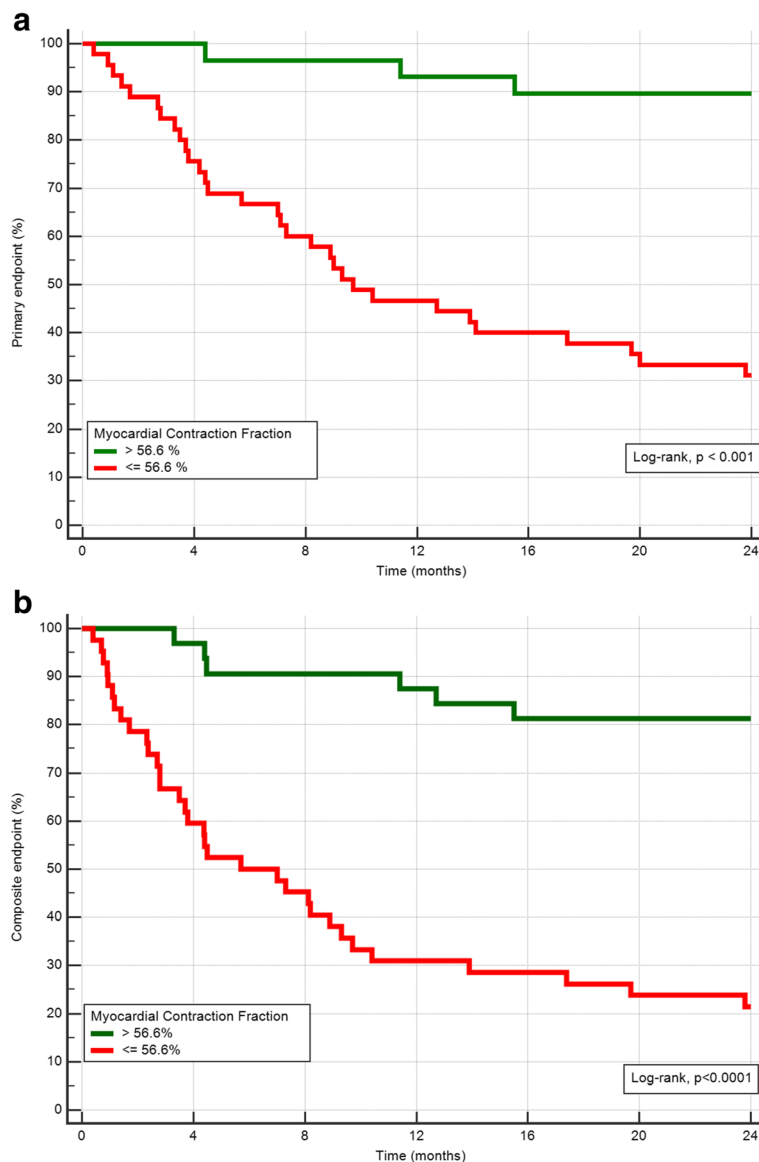 a
100
90
80
70
60
50
40
30
20
10
0
Primary endpoint (%)
Myocardial Contraction Fraction
> 56.6 %
<= 56.6 %
Log-rank, p < 0.001
0 4 8 12 16 20 24
Time (months)
b
100
90
80
70
60
50
40
30
20
10
0
Composite endpoint (%)
Myocardial Contraction Fraction
> 56.6%
<= 56.6%
Log-rank, p<0.0001
0 4 8 12 16 20 24
Time (months)